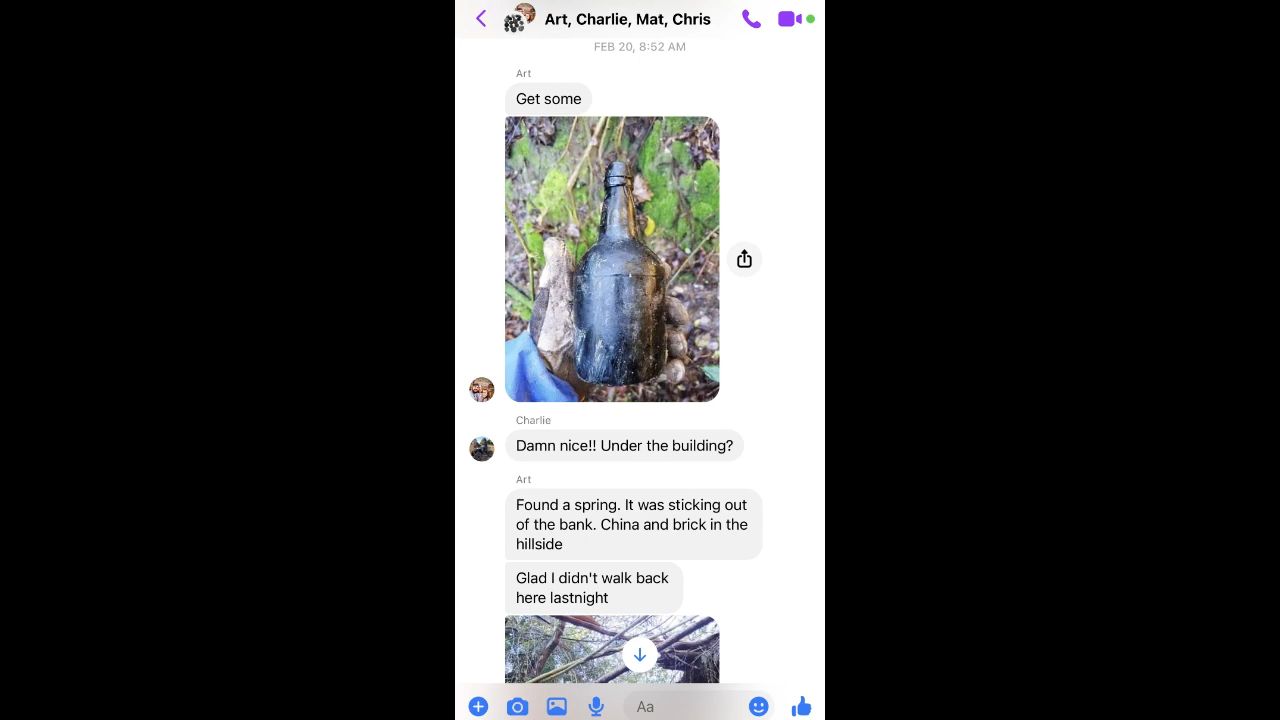 Art, Charlie, Mat, Chris
FEB 20, 8:52 AM
Art
Get some
Charlie
Damn nice!! Under the building?
Art
Found a spring. It was sticking out
of the bank. China and brick in the
hillside
Glad I didn't walk back
here lastnight
Aa